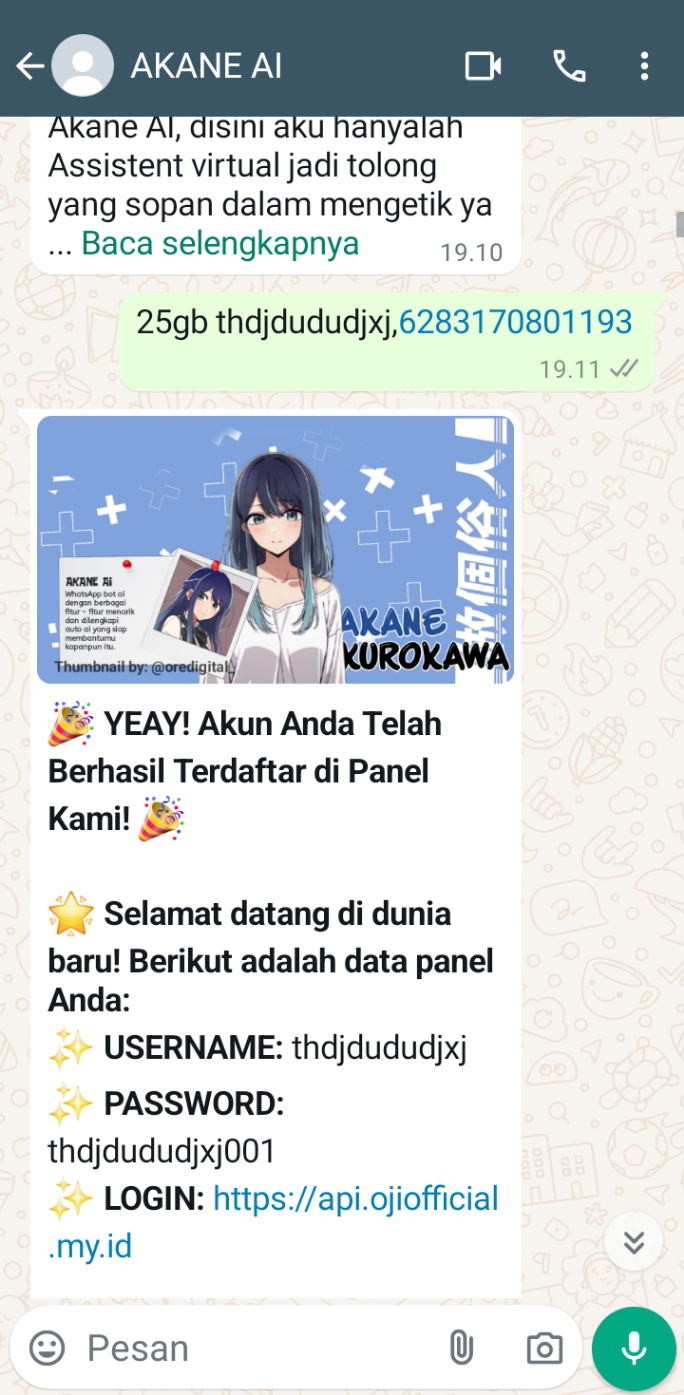 AKANE AI
Akane AI, disini aku hanyalah
Assistent virtual jadi tolong
yang sopan dalam mengetik ya
... Baca selengkapnya
19.10
25gb thdjdududjxj,6283170801193
19.11
AKANE Ai
WhatsApp bot ai
dengan berbagai
fitur - fitur menarik
dan dilengkapi
auto ai yang siap
membantumu
kapanpun itu.
Thumbnail by: @oredigital_
AKANE
KUROKAWA
個俗人
🎉 YEAY! Akun Anda Telah
Berhasil Terdaftar di Panel
Kami! 🎉
🌟 Selamat datang di dunia
baru! Berikut adalah data panel
Anda:
✨ USERNAME: thdjdududjxj
✨ PASSWORD:
thdjdududjxj001
✨ LOGIN: https://api.ojiofficial
.my.id
Pesan